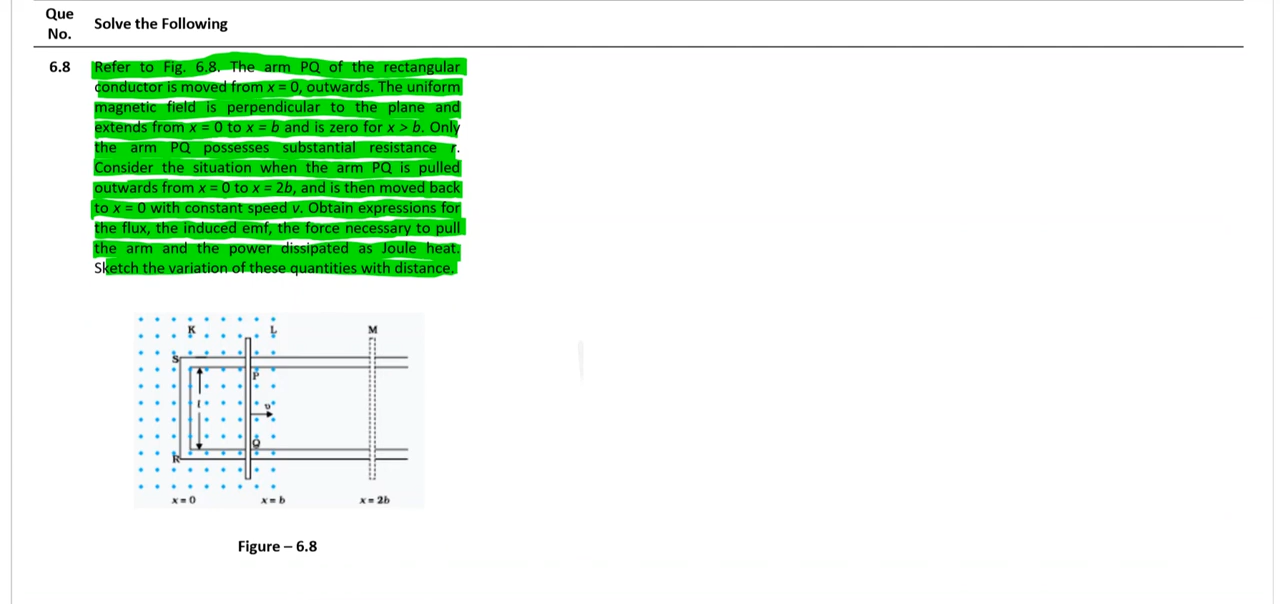 Que
No.
Solve the Following
6.8
Refer to Fig. 6.8. The arm PQ of the rectangular
conductor is moved from x = 0, outwards. The uniform
magnetic field is perpendicular to the plane and
extends from x = 0 to x = b and is zero for x > b. Only
the arm PQ possesses substantial resistance r.
Consider the situation when the arm PQ is pulled
outwards from x = 0 to x = 2b, and is then moved back
to x = 0 with constant speed v. Obtain expressions for
the flux, the induced emf, the force necessary to pull
the arm and the power dissipated as Joule heat.
Sketch the variation of these quantities with distance.
K
L
M
S
P
l
υ
Q
R
x = 0
x = b
x = 2b
Figure – 6.8